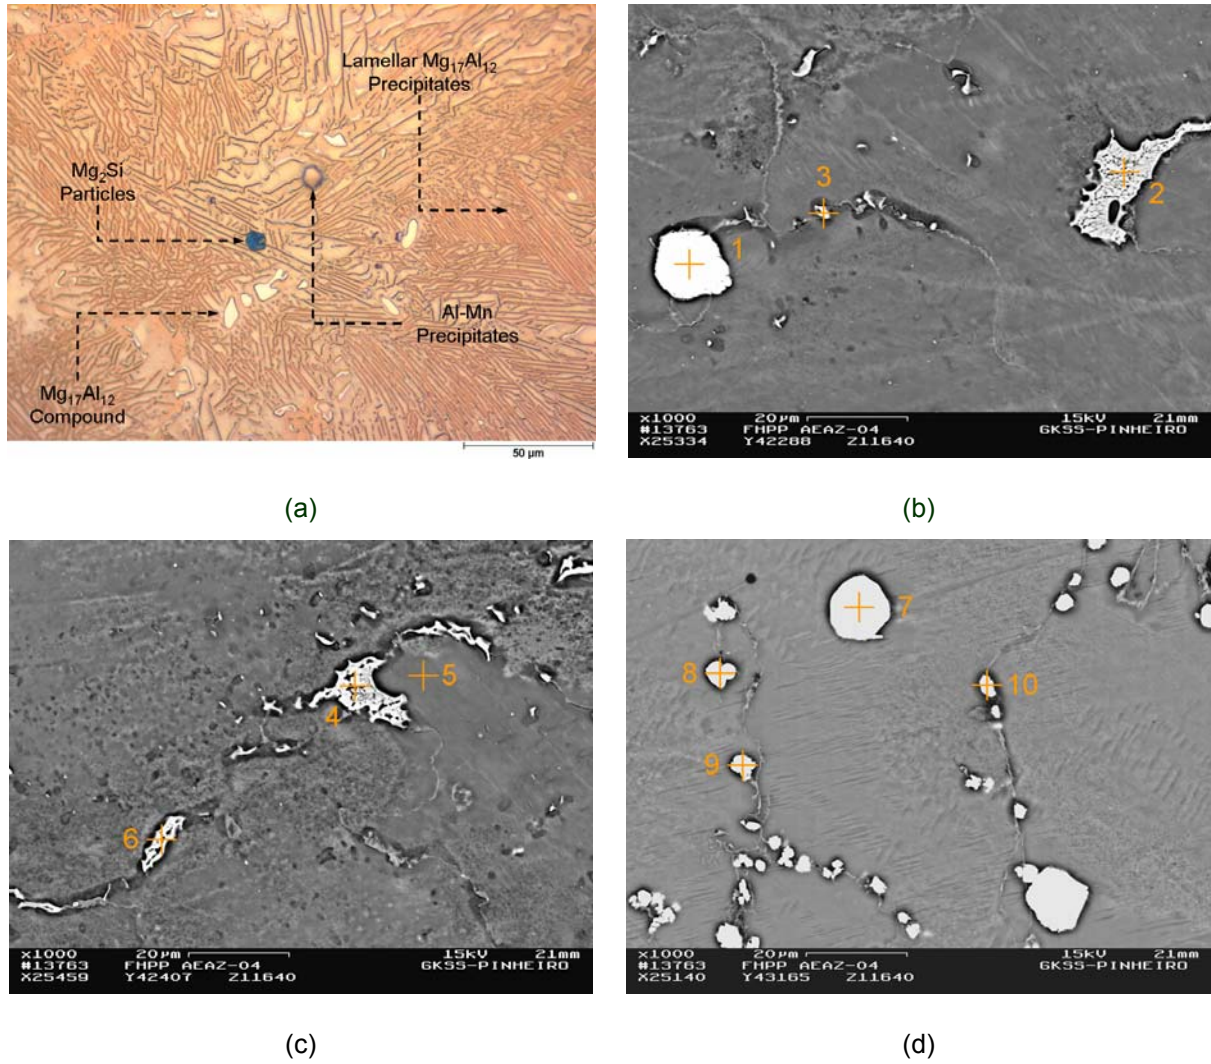 Lamellar Mg17Al12
Precipitates
Mg2Si
Particles
Al-Mn
Precipitates
Mg17Al12
Compound
50 µm
(a)
1
2
3
x1000 20µm 15kV 21mm
#13763 FMPP AEAZ-04 GKSS-PINHEIRO
X25334 Y42288 Z11640
(b)
4
5
6
x1000 20µm 15kV 21mm
#13763 FMPP AEAZ-04 GKSS-PINHEIRO
X25459 Y42407 Z11640
(c)
7
8
9
10
x1000 20µm 15kV 21mm
#13763 FMPP AEAZ-04 GKSS-PINHEIRO
X25140 Y43165 Z11640
(d)